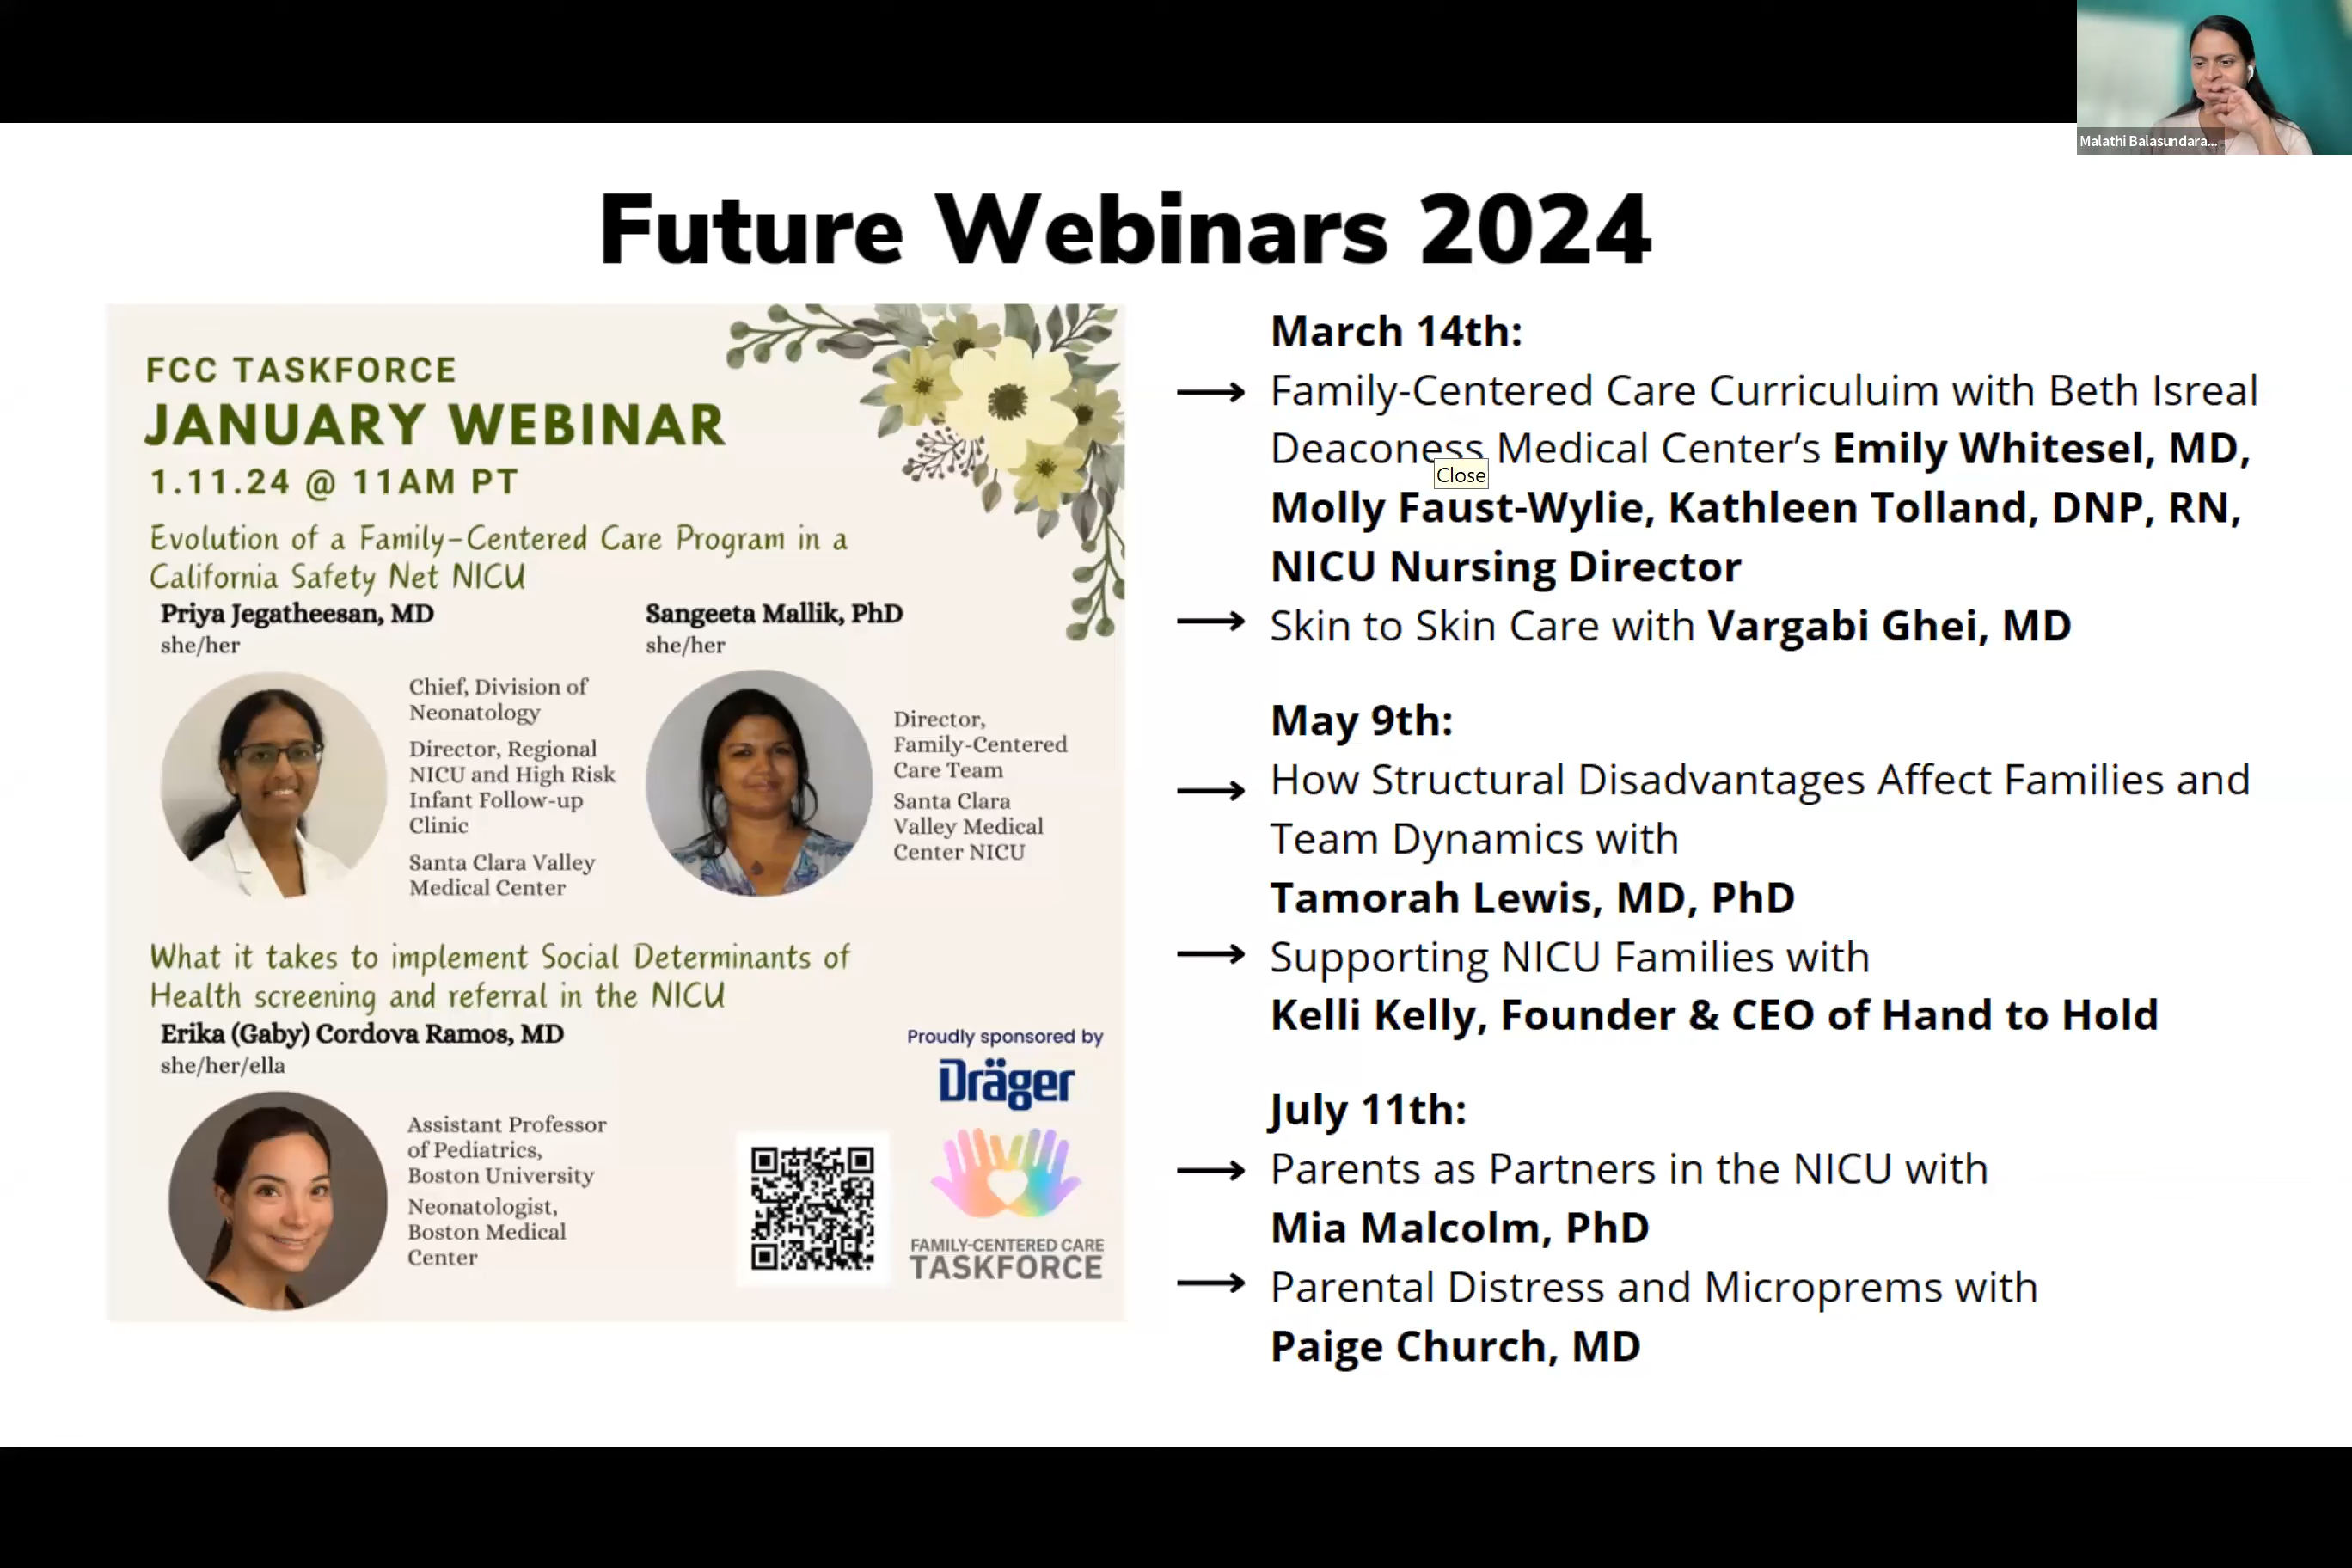 Malathi Balasundara...
Future Webinars 2024
FCC TASKFORCE
JANUARY WEBINAR
1.11.24 @ 11AM PT
Evolution of a Family-Centered Care Program in a
California Safety Net NICU
Priya Jegatheesan, MD
she/her
Chief, Division of
Neonatology
Director, Regional
NICU and High Risk
Infant Follow-up
Clinic
Santa Clara Valley
Medical Center
Sangeeta Mallik, PhD
she/her
Director,
Family-Centered
Care Team
Santa Clara
Valley Medical
Center NICU
What it takes to implement Social Determinants of
Health screening and referral in the NICU
Erika (Gaby) Cordova Ramos, MD
she/her/ella
Assistant Professor
of Pediatrics,
Boston University
Neonatologist,
Boston Medical
Center
Proudly sponsored by
Dräger
FAMILY-CENTERED CARE
TASKFORCE
March 14th:
Family-Centered Care Curriculuim with Beth Isreal
Deaconess Medical Center’s Emily Whitesel, MD,
Close
Molly Faust-Wylie, Kathleen Tolland, DNP, RN,
NICU Nursing Director
Skin to Skin Care with Vargabi Ghei, MD
May 9th:
How Structural Disadvantages Affect Families and
Team Dynamics with
Tamorah Lewis, MD, PhD
Supporting NICU Families with
Kelli Kelly, Founder & CEO of Hand to Hold
July 11th:
Parents as Partners in the NICU with
Mia Malcolm, PhD
Parental Distress and Microprems with
Paige Church, MD